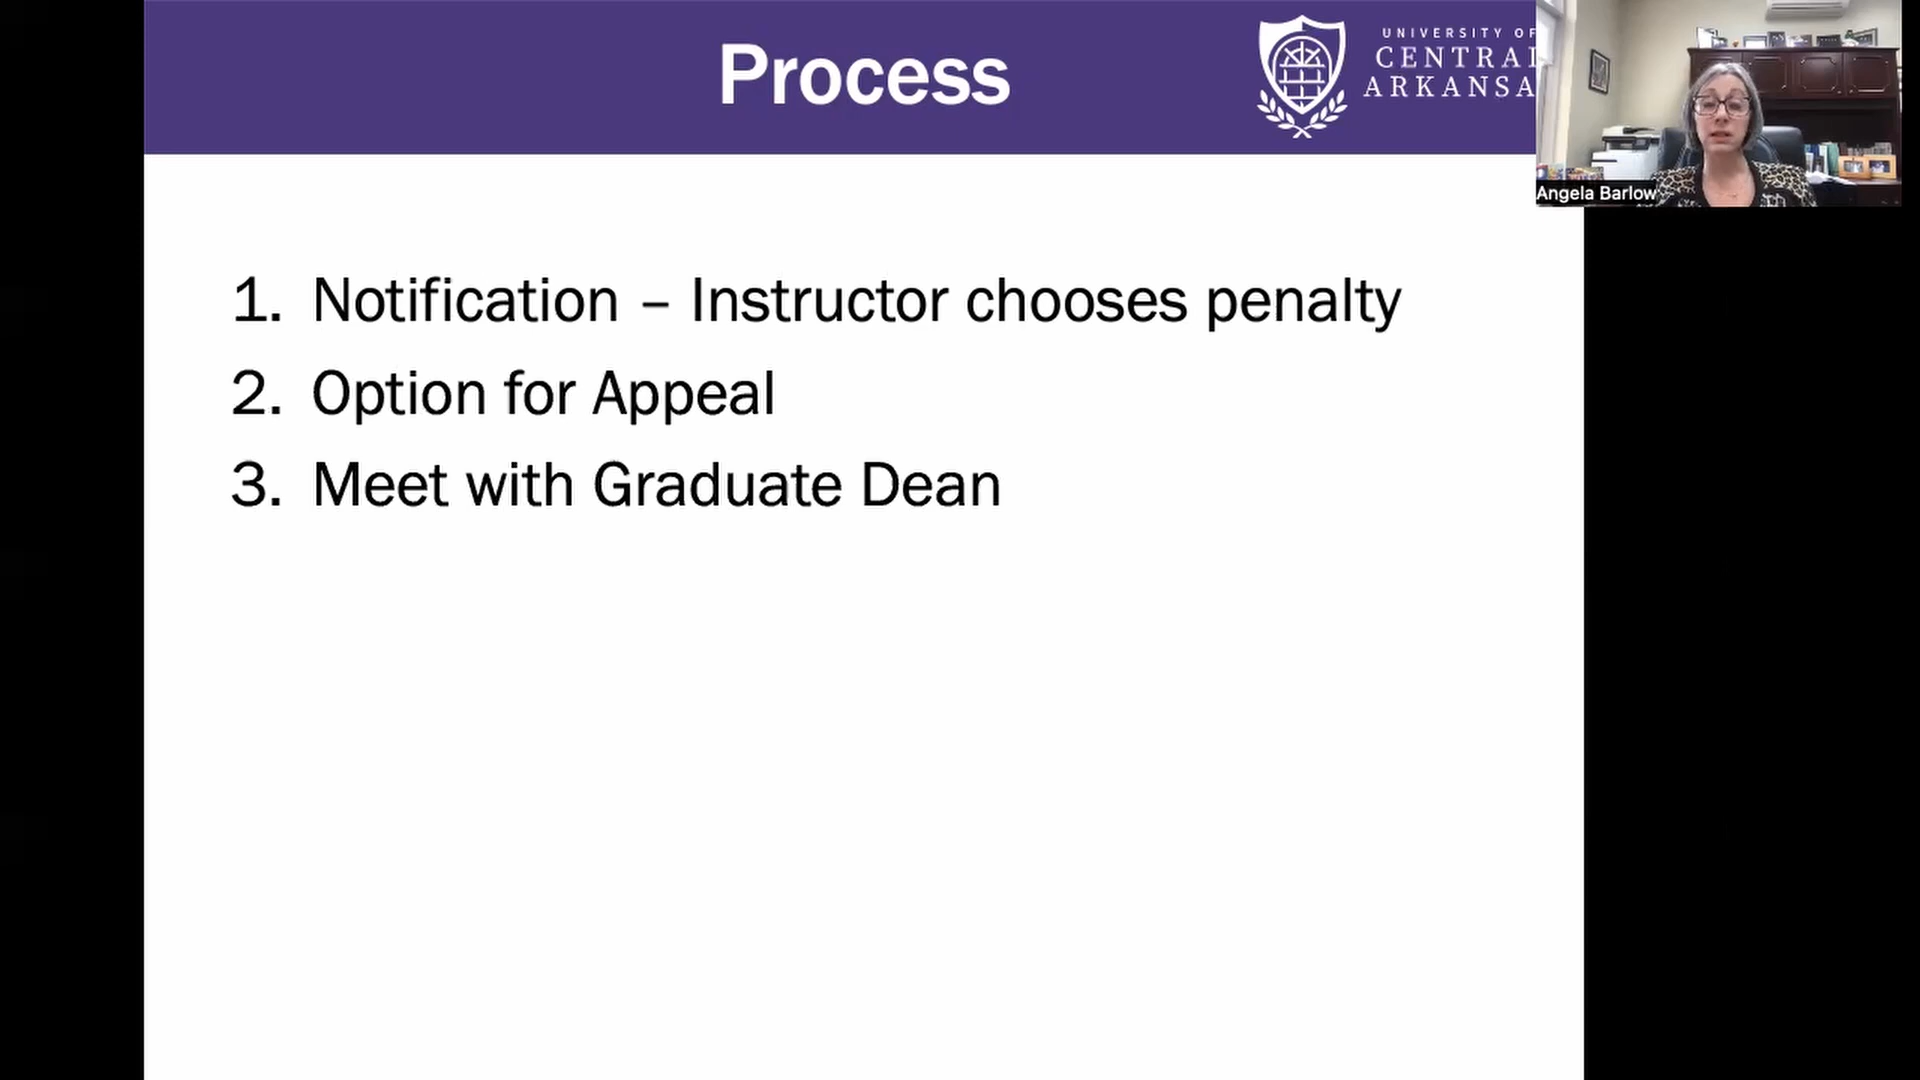 Process
UNIVERSITY OF
CENTRAL
ARKANSA
Angela Barlow
1. Notification – Instructor chooses penalty
2. Option for Appeal
3. Meet with Graduate Dean